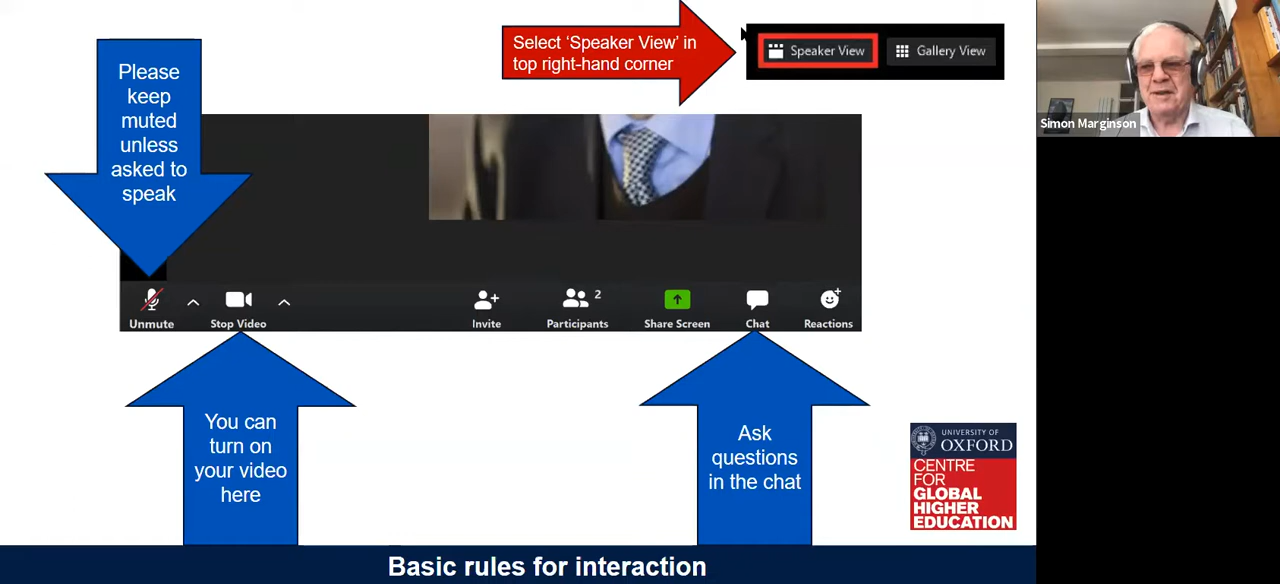 Select ‘Speaker View’ in
top right-hand corner
Speaker View
Gallery View
Simon Marginson
Please
keep
muted
unless
asked to
speak
2
Unmute
Stop Video
Invite
Participants
Share Screen
Chat
Reactions
You can
turn on
your video
here
Ask
questions
in the chat
UNIVERSITY OF
OXFORD
CENTRE
FOR
GLOBAL
HIGHER
EDUCATION
Basic rules for interaction